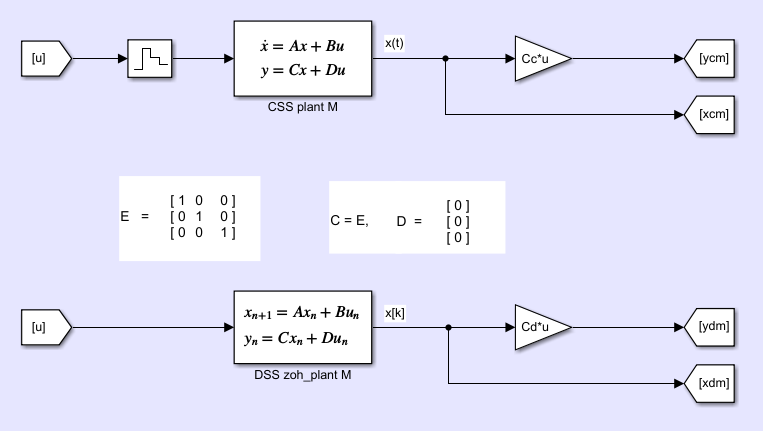 [u]
ẋ = Ax + Bu
y = Cx + Du
CSS plant M
x(t)
Cc*u
[ycm]
[xcm]
E = [ 1 0 0 ]
[ 0 1 0 ]
[ 0 0 1 ]
C = E, D = [ 0 ]
[ 0 ]
[ 0 ]
[u]
xₙ₊₁ = Axₙ + Buₙ
yₙ = Cxₙ + Duₙ
DSS zoh_plant M
x[k]
Cd*u
[ydm]
[xdm]